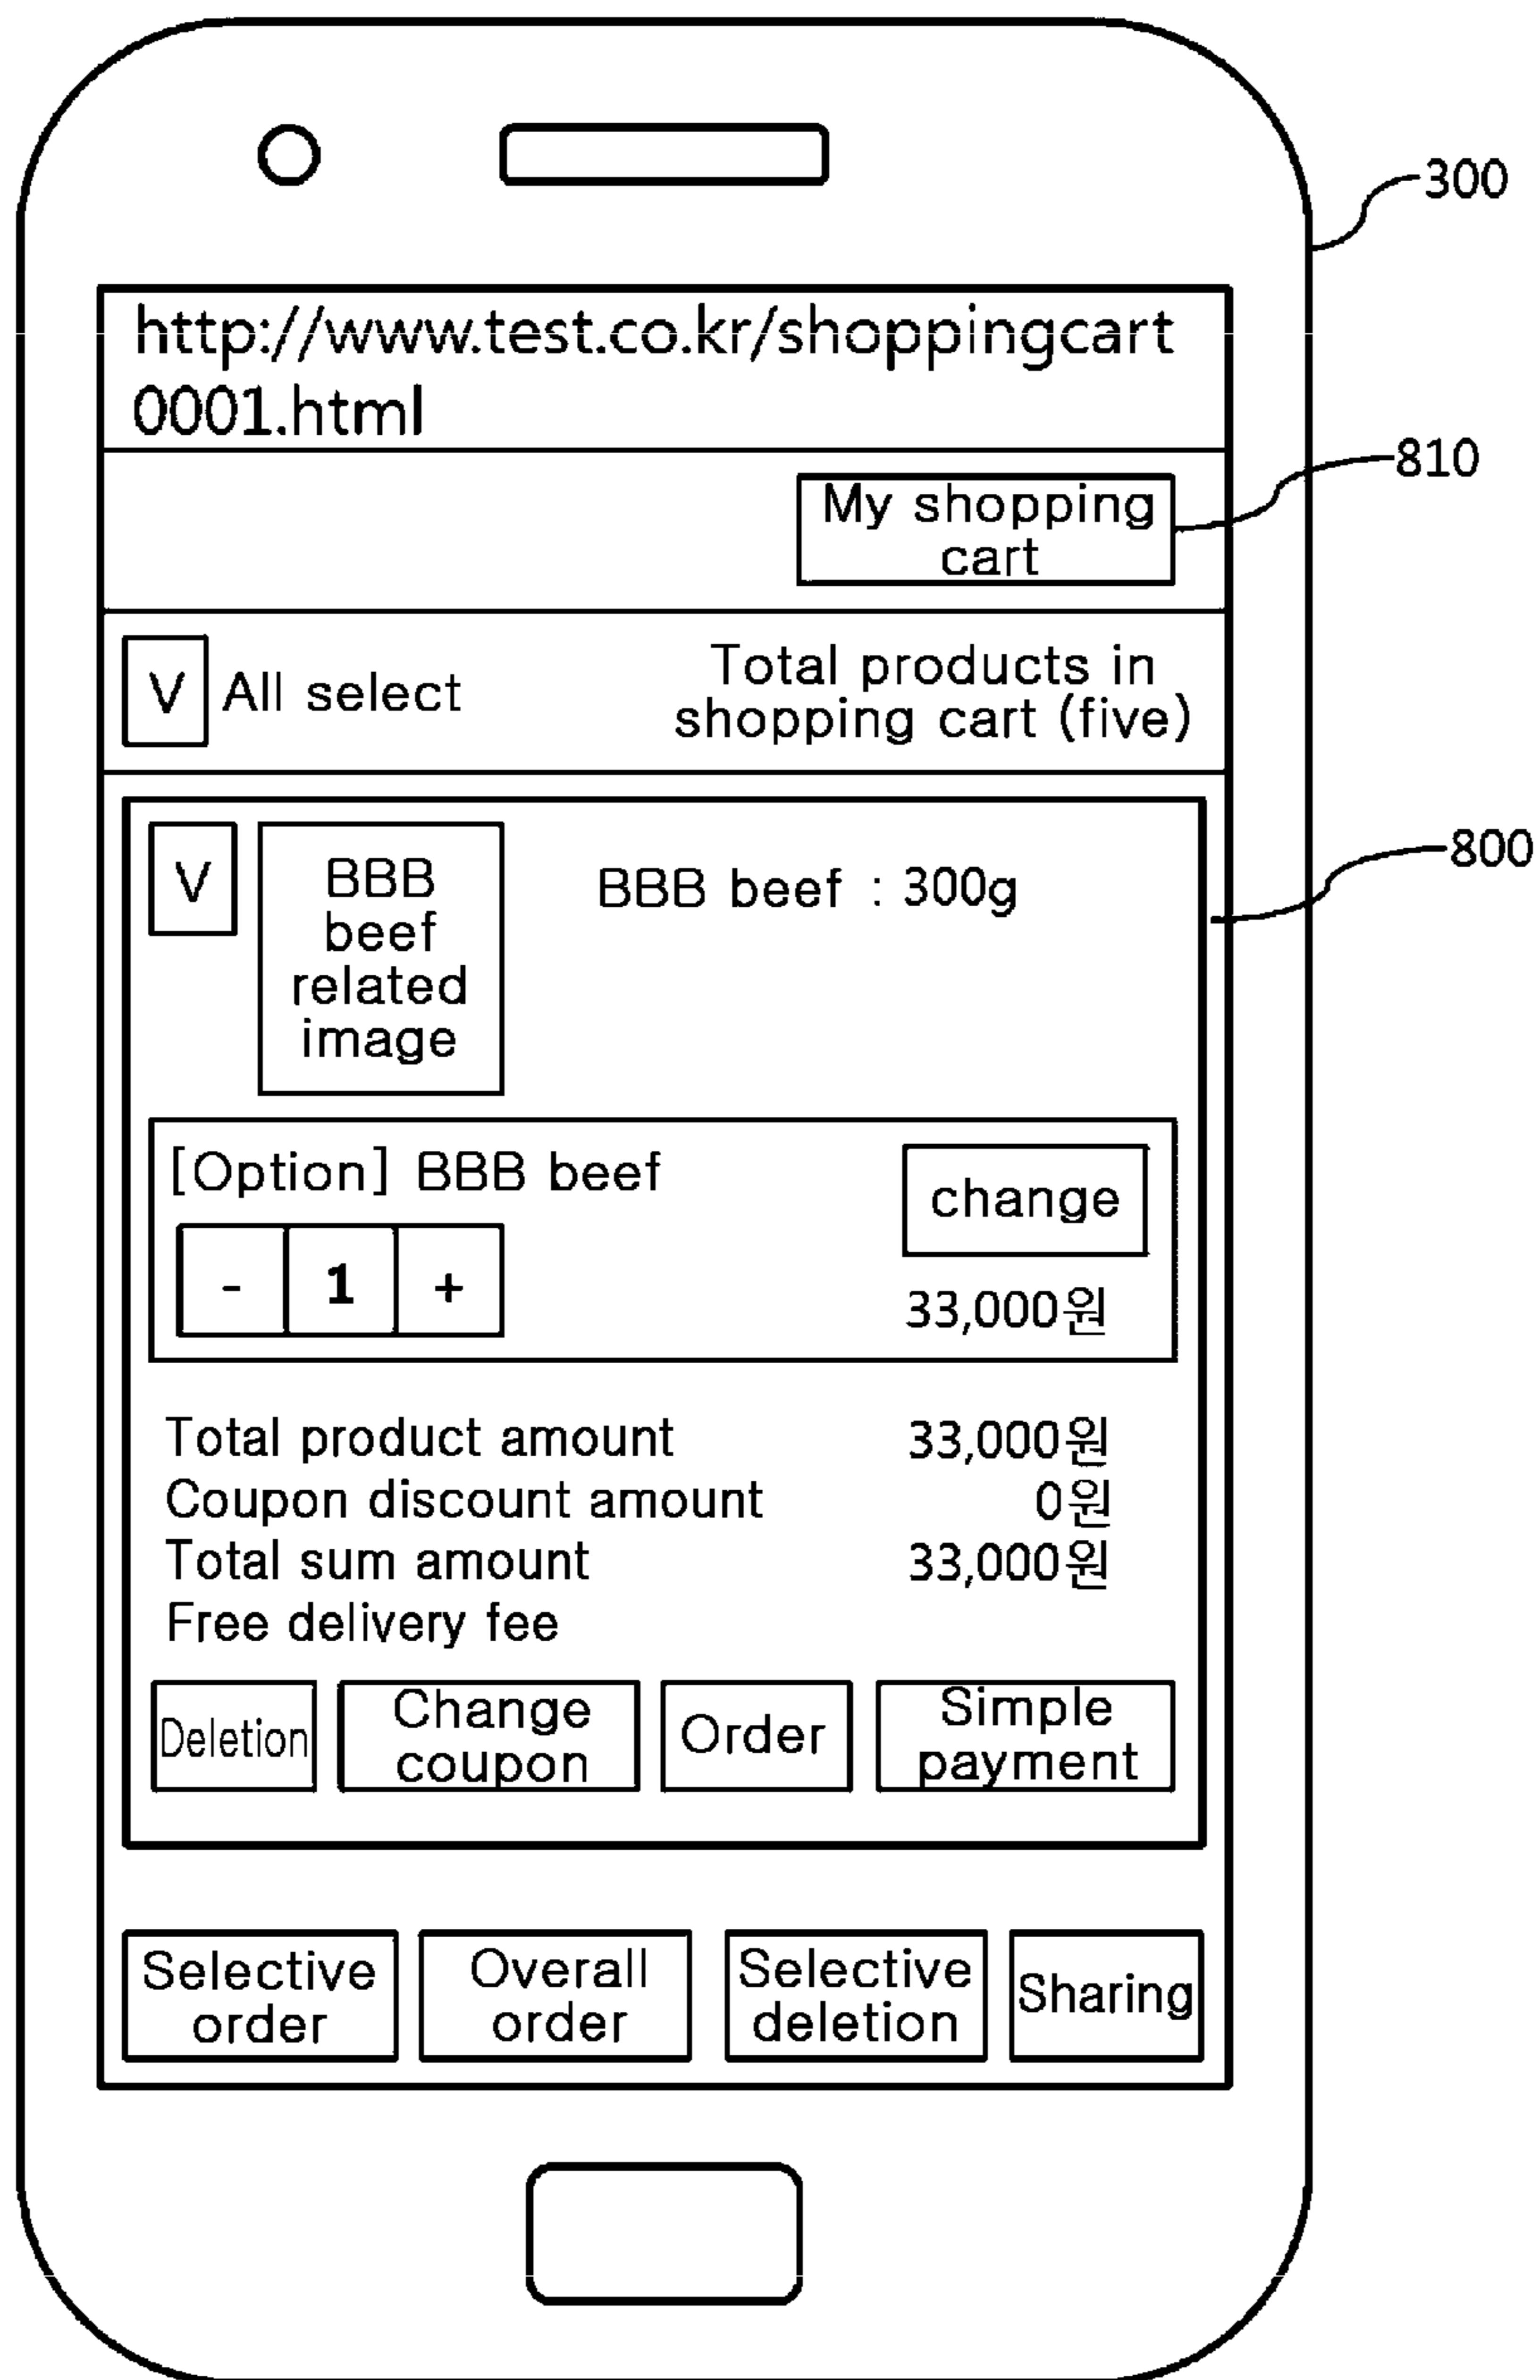 300
http://www.test.co.kr/shoppingcart
0001.html
810
My shopping
cart
V All select
Total products in
shopping cart (five)
800
V
BBB
beef
related
image
BBB beef : 300g
[Option] BBB beef
change
- 1 +
33,000원
Total product amount 33,000원
Coupon discount amount 0원
Total sum amount 33,000원
Free delivery fee
Deletion
Change
coupon
Order
Simple
payment
Selective
order
Overall
order
Selective
deletion
Sharing